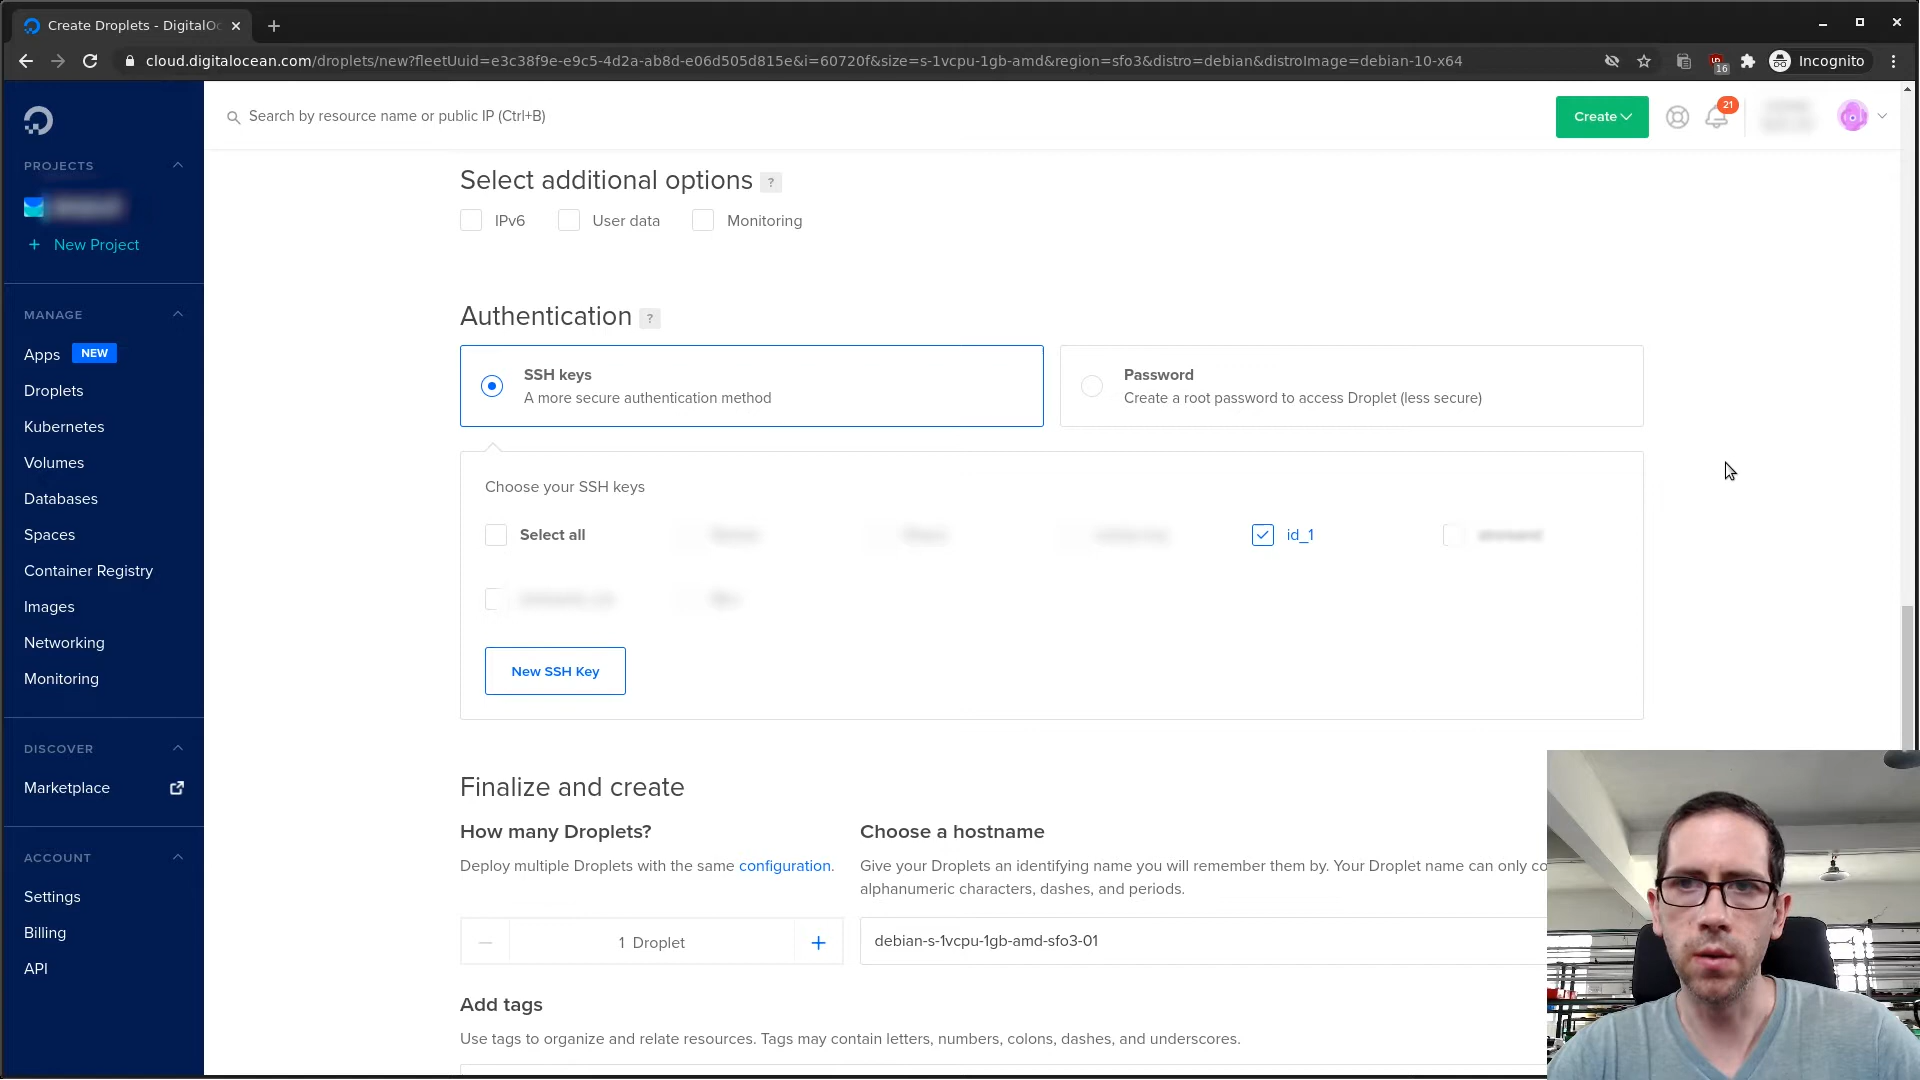 Create Droplets - DigitalOc
cloud.digitalocean.com/droplets/new?fleetUuid=e3c38f9e-e9c5-4d2a-ab8d-e06d505d815e&i=60720f&size=s-1vcpu-1gb-amd&region=sfo3&distro=debian&distroImage=debian-10-x64
16
Incognito
Search by resource name or public IP (Ctrl+B)
Create
21
PROJECTS
New Project
MANAGE
Apps NEW
Droplets
Kubernetes
Volumes
Databases
Spaces
Container Registry
Images
Networking
Monitoring
DISCOVER
Marketplace
ACCOUNT
Settings
Billing
API
Select additional options ?
IPv6 User data Monitoring
Authentication ?
SSH keys
A more secure authentication method
Password
Create a root password to access Droplet (less secure)
Choose your SSH keys
Select all id_1
New SSH Key
Finalize and create
How many Droplets?
Deploy multiple Droplets with the same configuration.
1 Droplet
Choose a hostname
Give your Droplets an identifying name you will remember them by. Your Droplet name can only co
alphanumeric characters, dashes, and periods.
debian-s-1vcpu-1gb-amd-sfo3-01
Add tags
Use tags to organize and relate resources. Tags may contain letters, numbers, colons, dashes, and underscores.